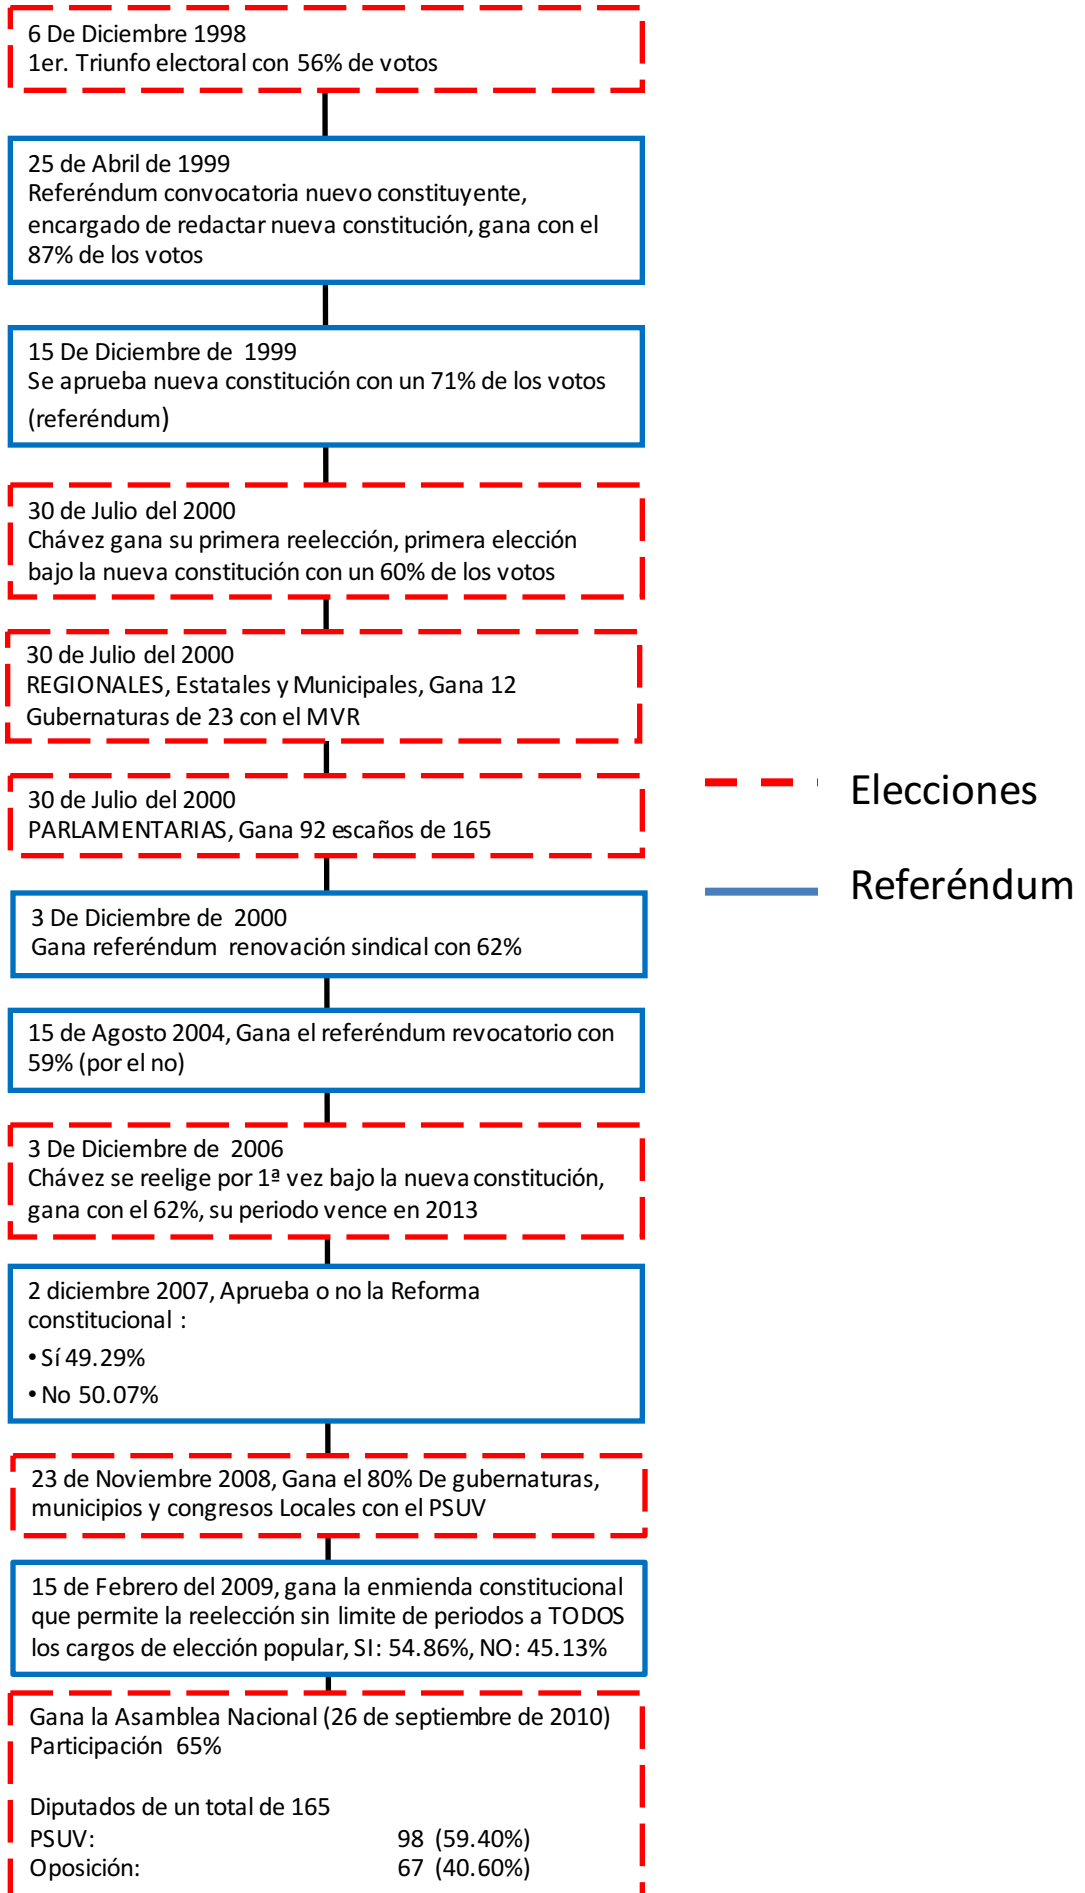 6 De Diciembre 1998
1er. Triunfo electoral con 56% de votos
25 de Abril de 1999
Referéndum convocatoria nuevo constituyente,
encargado de redactar nueva constitución, gana con el
87% de los votos
15 De Diciembre de 1999
Se aprueba nueva constitución con un 71% de los votos
(referéndum)
30 de Julio del 2000
Chávez gana su primera reelección, primera elección
bajo la nueva constitución con un 60% de los votos
30 de Julio del 2000
REGIONALES, Estatales y Municipales, Gana 12
Gubernaturas de 23 con el MVR
30 de Julio del 2000
PARLAMENTARIAS, Gana 92 escaños de 165
Elecciones
Referéndum
3 De Diciembre de 2000
Gana referéndum renovación sindical con 62%
15 de Agosto 2004, Gana el referéndum revocatorio con
59% (por el no)
3 De Diciembre de 2006
Chávez se reelige por 1ª vez bajo la nueva constitución,
gana con el 62%, su periodo vence en 2013
2 diciembre 2007, Aprueba o no la Reforma
constitucional :
• Sí 49.29%
• No 50.07%
23 de Noviembre 2008, Gana el 80% De gubernaturas,
municipios y congresos Locales con el PSUV
15 de Febrero del 2009, gana la enmienda constitucional
que permite la reelección sin limite de periodos a TODOS
los cargos de elección popular, SI: 54.86%, NO: 45.13%
Gana la Asamblea Nacional (26 de septiembre de 2010)
Participación 65%
Diputados de un total de 165
PSUV: 98 (59.40%)
Oposición: 67 (40.60%)